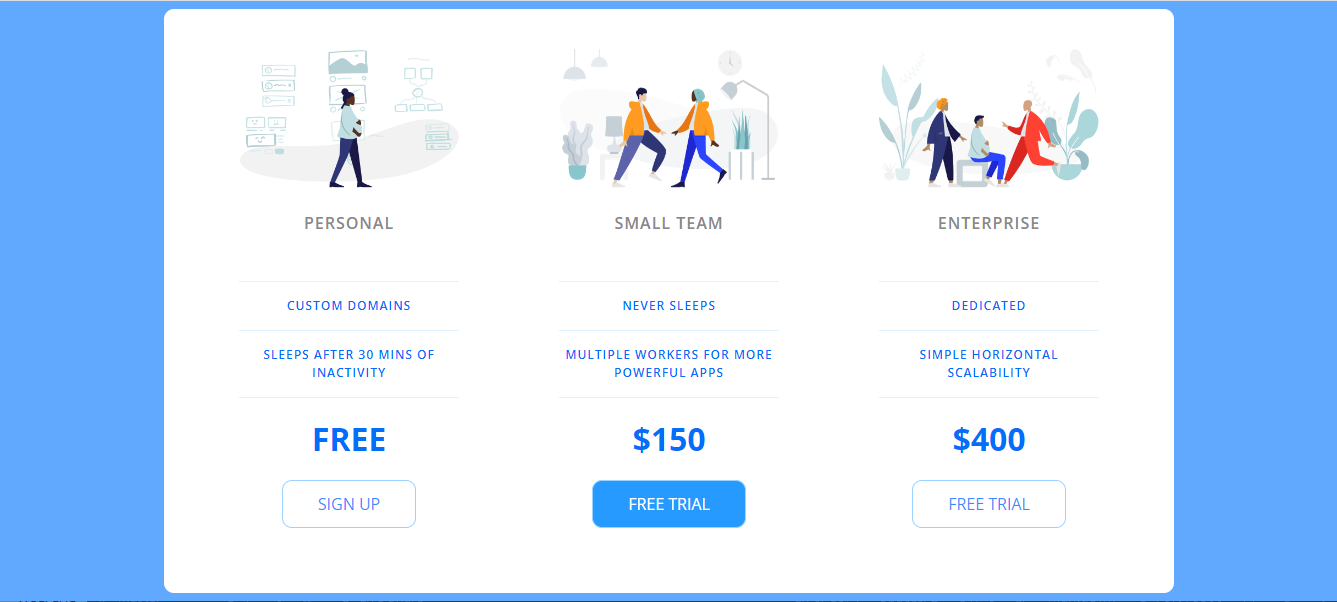 PERSONAL
CUSTOM DOMAINS
SLEEPS AFTER 30 MINS OF
INACTIVITY
FREE
SIGN UP
SMALL TEAM
NEVER SLEEPS
MULTIPLE WORKERS FOR MORE
POWERFUL APPS
$150
FREE TRIAL
ENTERPRISE
DEDICATED
SIMPLE HORIZONTAL
SCALABILITY
$400
FREE TRIAL